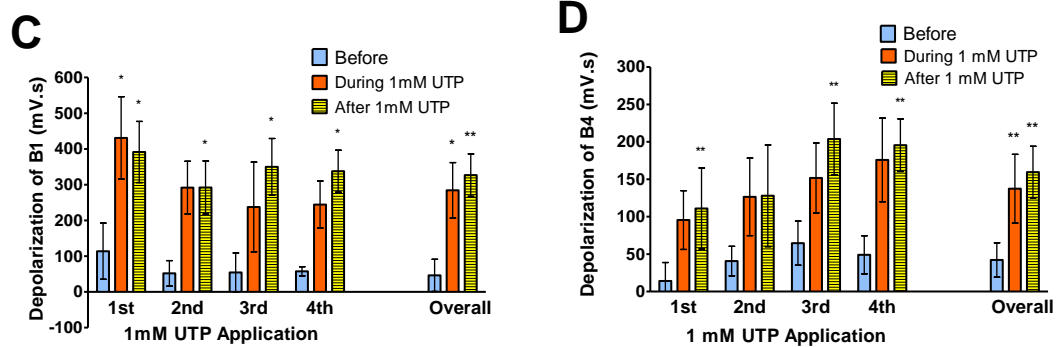 C
Before
During 1mM UTP
After 1mM UTP
Depolarization of B1 (mV.s)
600
500
400
300
200
100
0
-100
* * * * * * **
1st 2nd 3rd 4th Overall
1mM UTP Application
D
Before
During 1 mM UTP
After 1 mM UTP
Depolarization of B4 (mV.s)
300
250
200
150
100
50
0
** ** ** ** **
1st 2nd 3rd 4th Overall
1 mM UTP Application